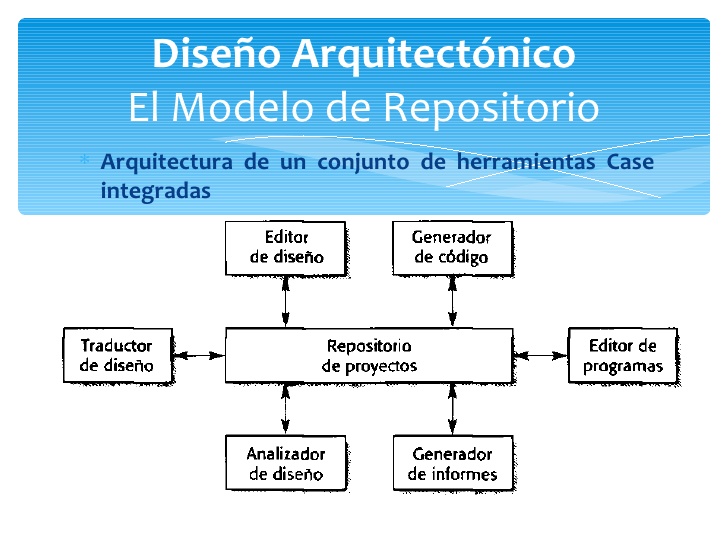 Diseño Arquitectónico
El Modelo de Repositorio
* Arquitectura de un conjunto de herramientas Case
integradas
Editor
de diseño
Generador
de código
Traductor
de diseño
Repositorio
de proyectos
Editor de
programas
Analizador
de diseño
Generador
de informes